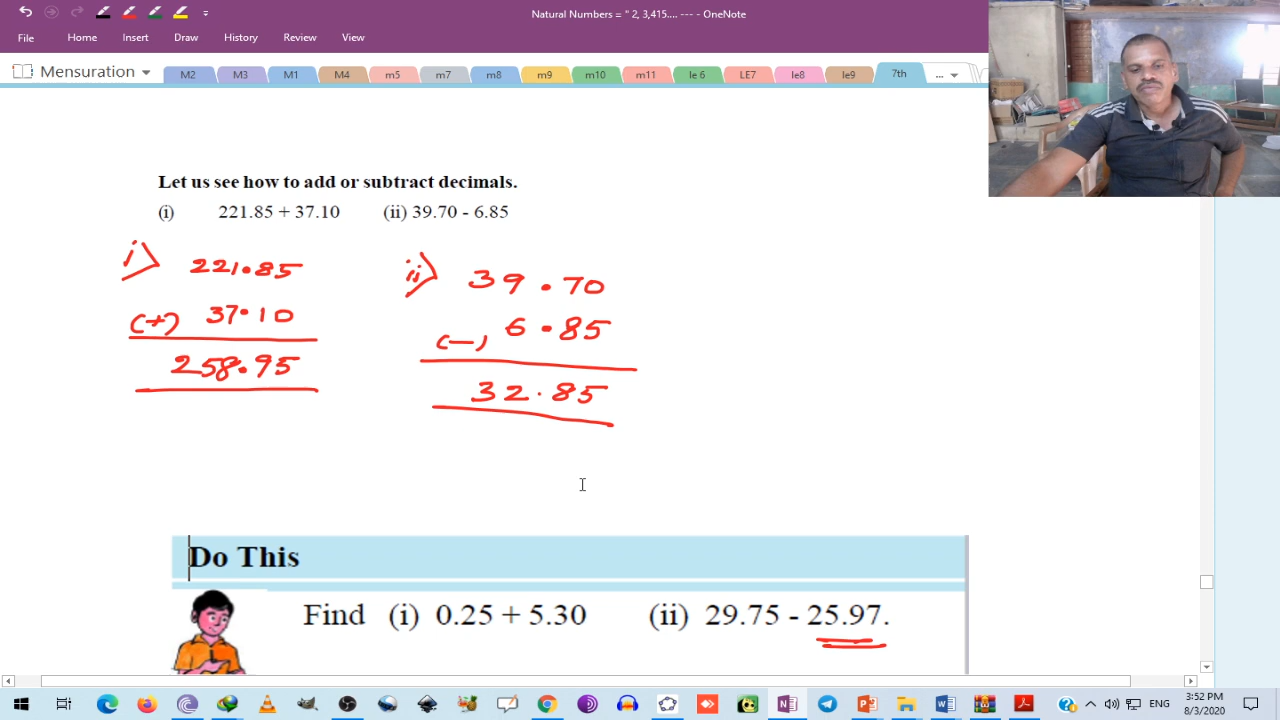 Natural Numbers = " 2, 3,415.... --- - OneNote
File Home Insert Draw History Review View
Mensuration M2 M3 M1 M4 m5 m7 m8 m9 m10 m11 le 6 LE7 le8 le9 7th ...
Let us see how to add or subtract decimals.
(i) 221.85 + 37.10 (ii) 39.70 - 6.85
i) 221.85
(+) 37.10
258.95
ii) 39.70
(-) 6.85
32.85
Do This
Find (i) 0.25 + 5.30 (ii) 29.75 - 25.97.
ENG
3:52 PM
8/3/2020